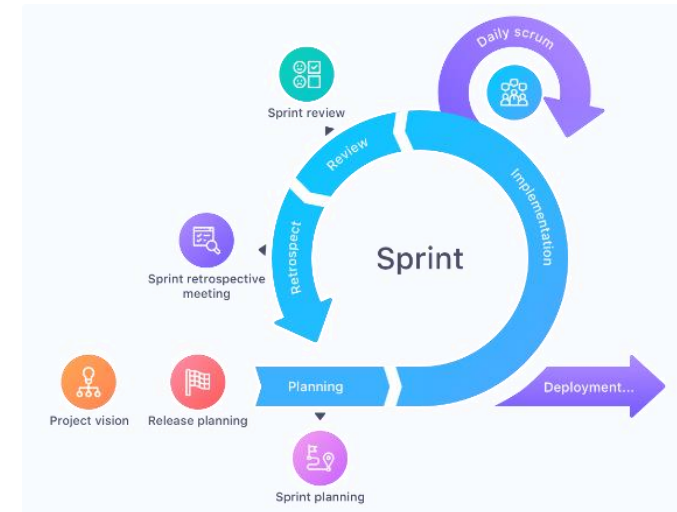 Daily scrum
Sprint review
Review
Implementation
Retrospect
Sprint
Sprint retrospective
meeting
Planning
Deployment...
Project vision
Release planning
Sprint planning